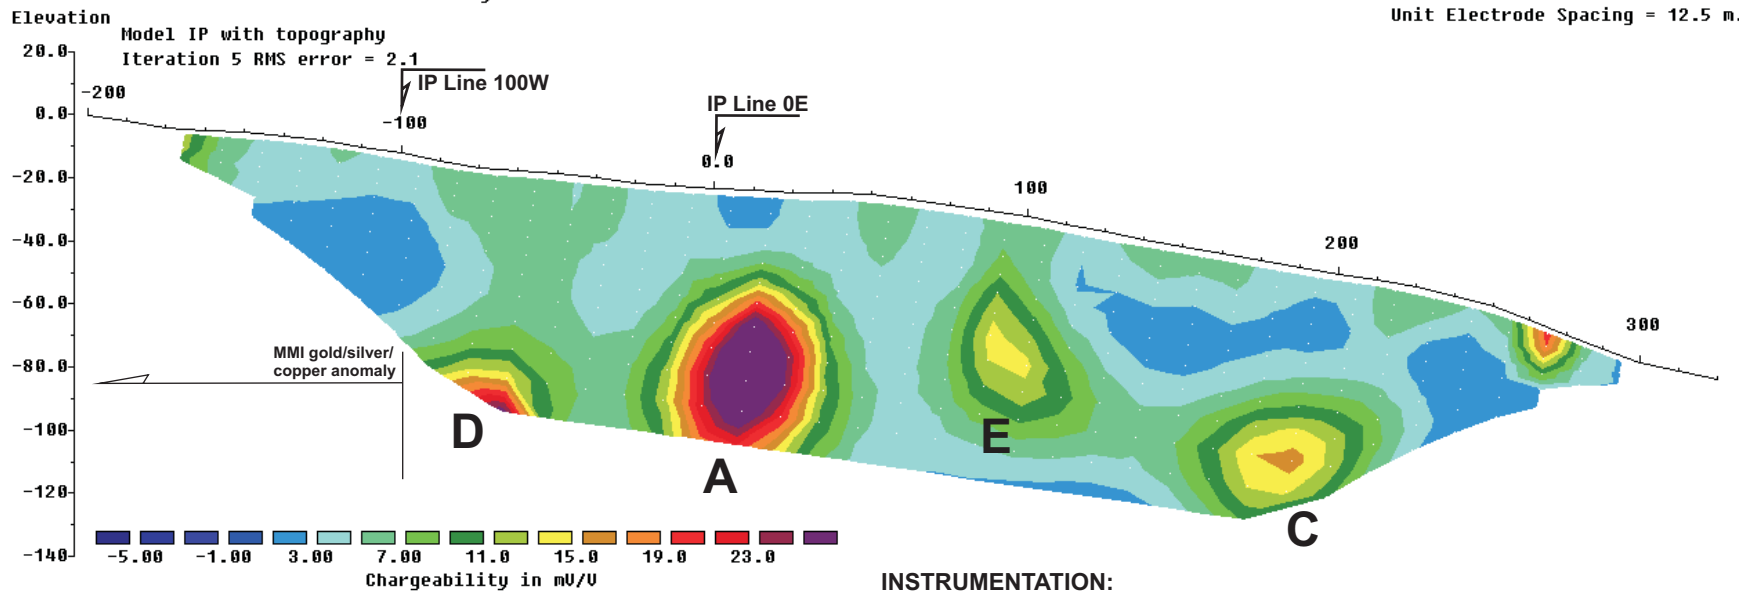 Elevation
Unit Electrode Spacing = 12.5 m.
Model IP with topography
Iteration 5 RMS error = 2.1
IP Line 100W
IP Line 0E
20.0
0.0
-20.0
-40.0
-60.0
-80.0
-100
-120
-140
-200
-100
0.0
100
200
300
MMI gold/silver/
copper anomaly
D
A
E
C
-5.00 -1.00 3.00 7.00 11.0 15.0 19.0 23.0
Chargeability in mV/V
INSTRUMENTATION: